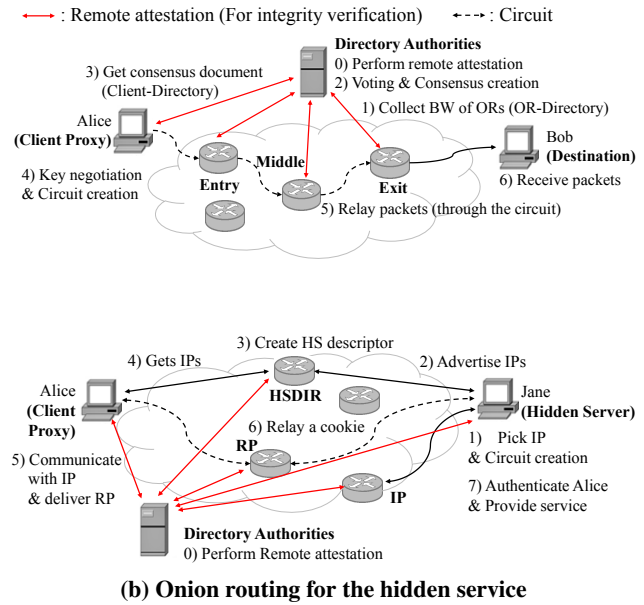 : Remote attestation (For integrity verification)
: Circuit
Directory Authorities
0) Perform remote attestation
2) Voting & Consensus creation
3) Get consensus document
(Client-Directory)
1) Collect BW of ORs (OR-Directory)
Alice
(Client Proxy)
Bob
(Destination)
Middle
Entry
Exit
4) Key negotiation
& Circuit creation
6) Receive packets
5) Relay packets (through the circuit)
3) Create HS descriptor
4) Gets IPs
2) Advertise IPs
Alice
(Client
Proxy)
HSDIR
Jane
(Hidden Server)
6) Relay a cookie
RP
1) Pick IP
& Circuit creation
5) Communicate
with IP
& deliver RP
IP
7) Authenticate Alice
& Provide service
Directory Authorities
0) Perform Remote attestation
(b) Onion routing for the hidden service